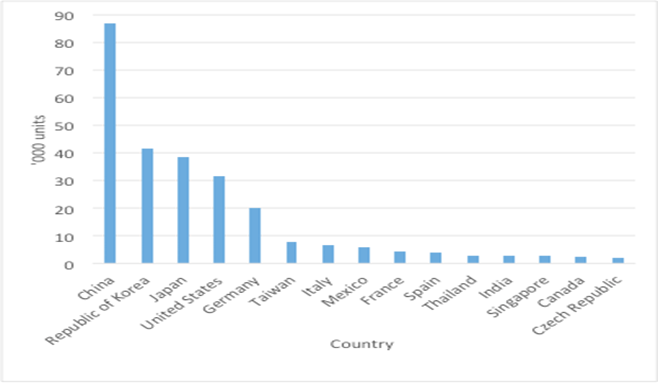 90
80
70
60
50
40
30
20
10
0
'000 units
China
Republic of Korea
Japan
United States
Germany
Taiwan
Italy
Mexico
France
Spain
Thailand
India
Singapore
Canada
Czech Republic
Country